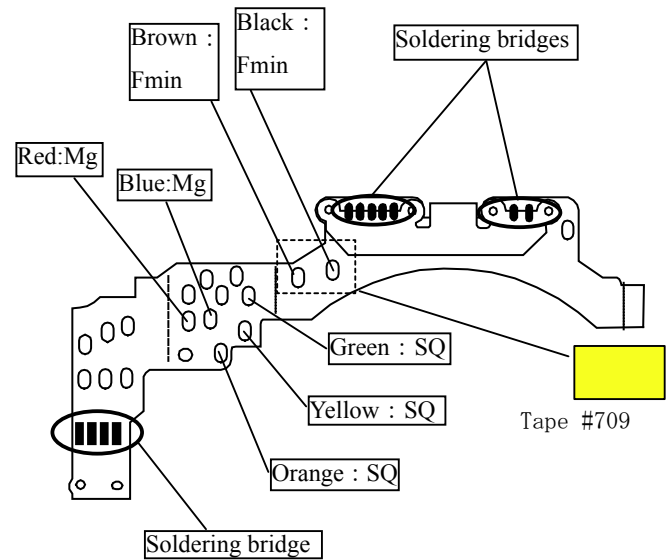 Brown :
Fmin
Black :
Fmin
Soldering bridges
Red:Mg
Blue:Mg
Green : SQ
Yellow : SQ
Tape #709
Orange : SQ
Soldering bridge